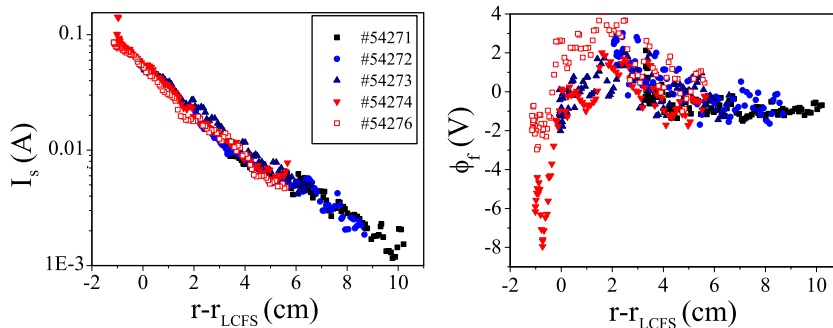 0.1
0.01
1E-3
I_s (A)
-2 0 2 4 6 8 10
r-r_LCFS (cm)
#54271
#54272
#54273
#54274
#54276
4
2
0
-2
-4
-6
-8
ϕ_f (V)
-2 0 2 4 6 8 10
r-r_LCFS (cm)